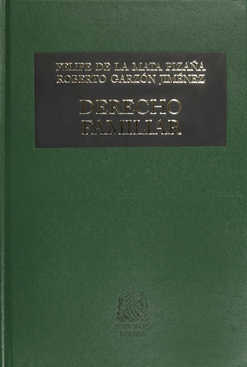 FELIPE DE LA MATA PIZAÑA
ROBERTO GARZÓN JIMÉNEZ
DERECHO
FAMILIAR